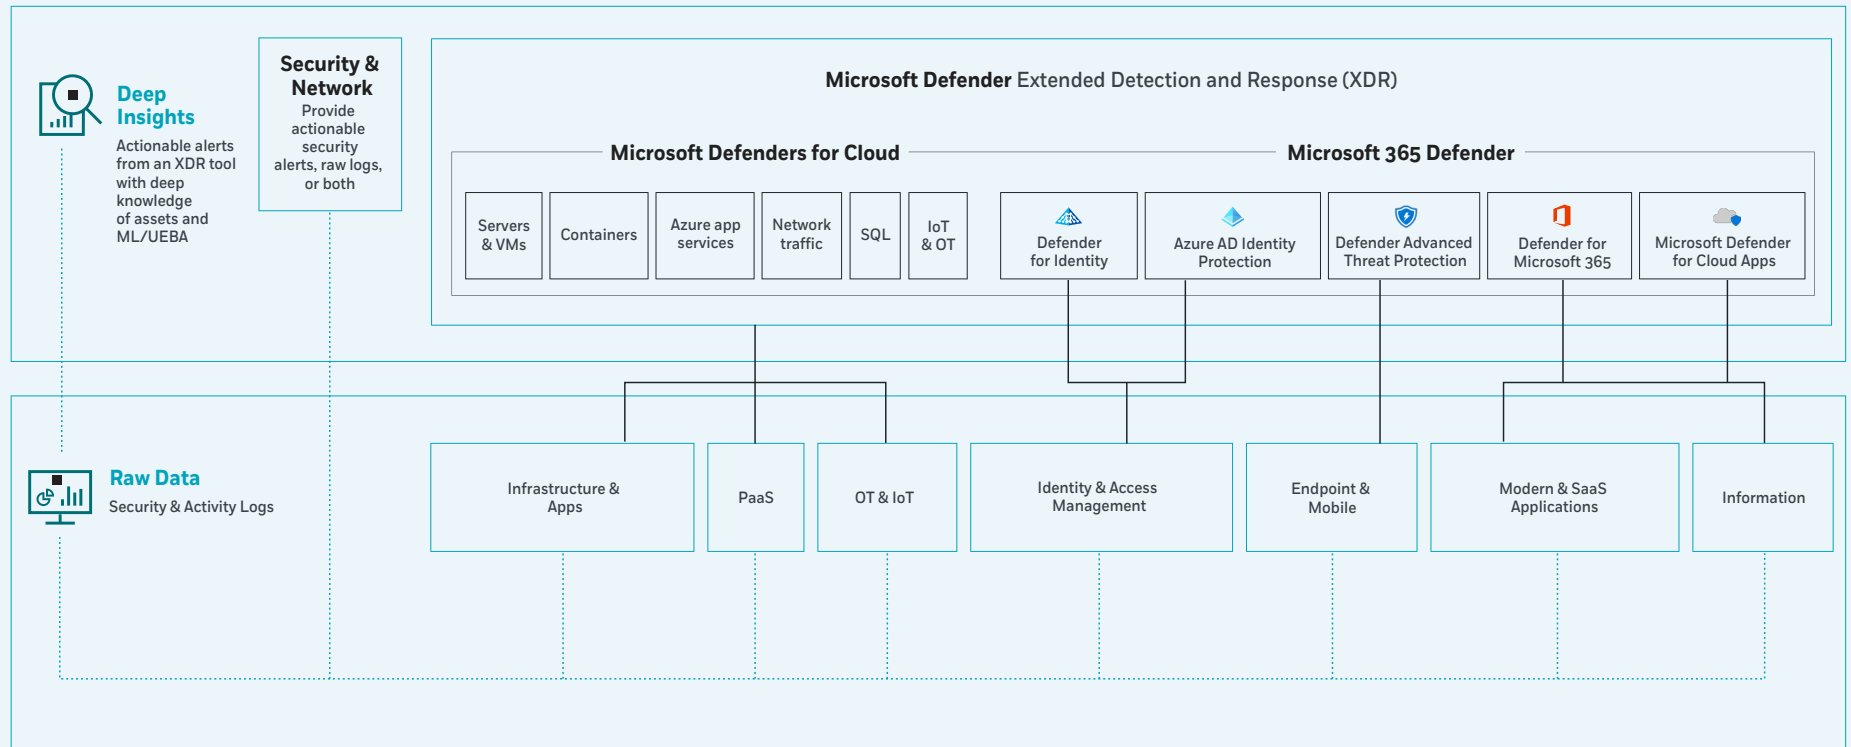 Deep
Insights
Actionable alerts
from an XDR tool
with deep
knowledge
of assets and
ML/UEBA
Security &
Network
Provide
actionable
security
alerts, raw logs,
or both
Microsoft Defender Extended Detection and Response (XDR)
Microsoft Defenders for Cloud
Servers
& VMs
Containers
Azure app
services
Network
traffic
SQL
IoT
& OT
Microsoft 365 Defender
Defender
for Identity
Azure AD Identity
Protection
Defender Advanced
Threat Protection
Defender for
Microsoft 365
Microsoft Defender
for Cloud Apps
Raw Data
Security & Activity Logs
Infrastructure &
Apps
PaaS
OT & IoT
Identity & Access
Management
Endpoint &
Mobile
Modern & SaaS
Applications
Information